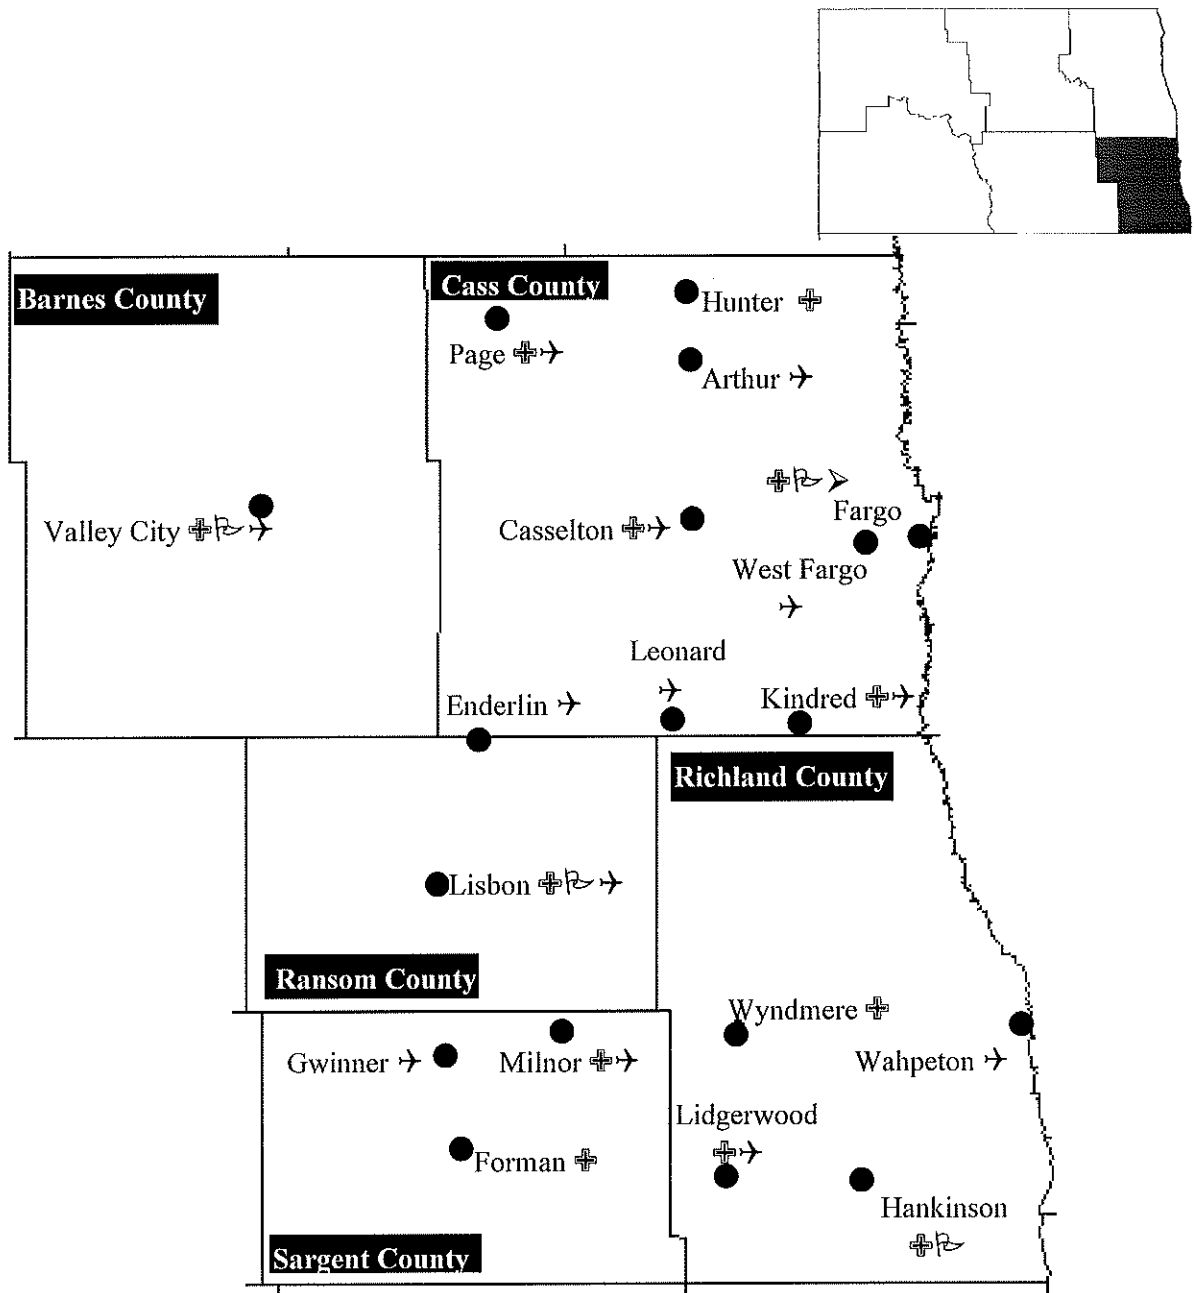 Barnes County
Cass County
Hunter
Page
Arthur
Valley City
Casselton
Fargo
West Fargo
Leonard
Enderlin
Kindred
Richland County
Lisbon
Ransom County
Wyndmere
Gwinner
Milnor
Wahpeton
Lidgerwood
Forman
Hankinson
Sargent County